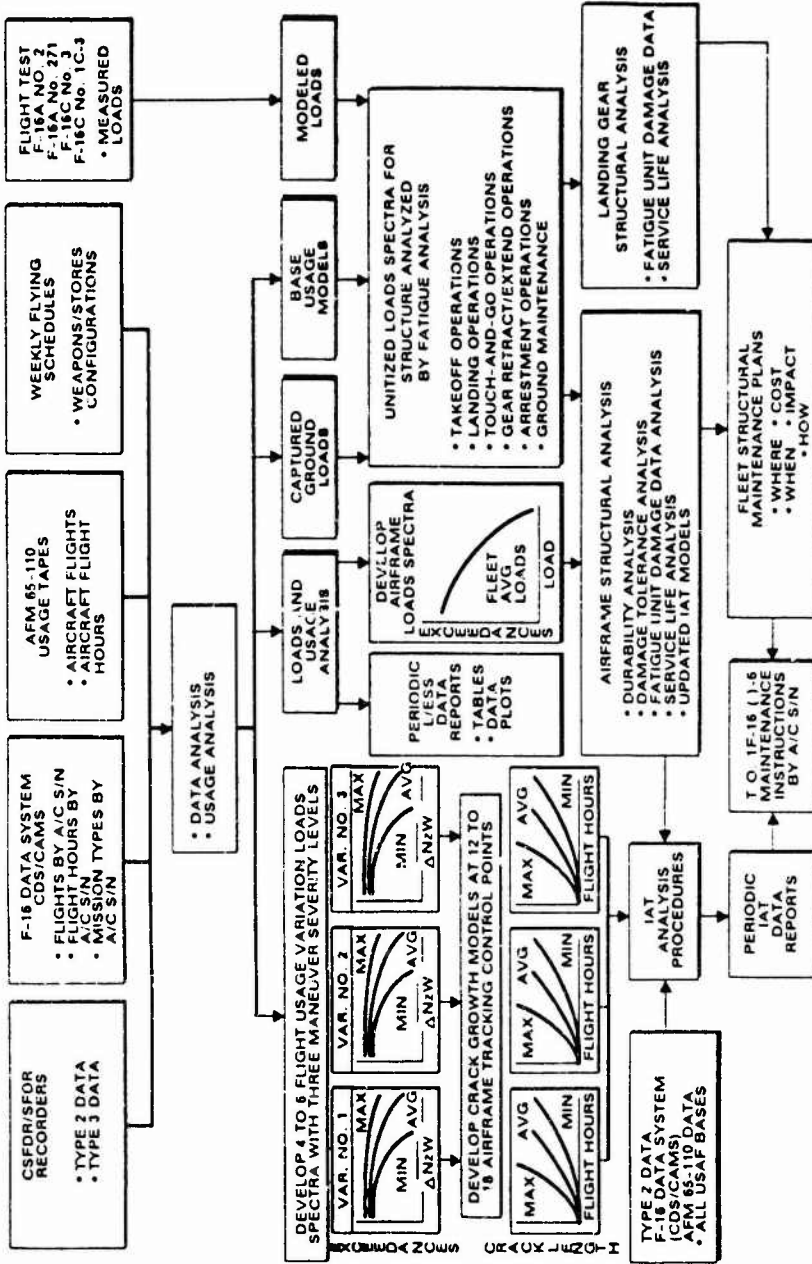 CSFDR/SFDR
RECORDERS
• TYPE 2 DATA
• TYPE 3 DATA
F-16 DATA SYSTEM
CDS/CAMS
• FLIGHTS BY A/C S/N
• FLIGHT HOURS BY
A/C S/N
• MISSION TYPES BY
A/C S/N
AFM 65-110
USAGE TAPES
• AIRCRAFT FLIGHTS
• AIRCRAFT FLIGHT
HOURS
WEEKLY FLYING
SCHEDULES
• WEAPONS/STORES
CONFIGURATIONS
FLIGHT TEST
F-16A NO. 2
F-16A No. 271
F-16C No. 3
F-16C No. 1C-3
• MEASURED
LOADS
• DATA ANALYSIS
• USAGE ANALYSIS
DEVELOP 4 TO 6 FLIGHT USAGE VARIATION LOADS
SPECTRA WITH THREE MANEUVER SEVERITY LEVELS
LOADS AND
USAGE
ANALYSIS
CAPTURED
GROUND
LOADS
BASE
USAGE
MODELS
MODELED
LOADS
EXCEEDANCES
VAR. NO. 1
MAX
AVG
MIN
ΔNzW
VAR. NO. 2
MAX
AVG
MIN
ΔNzW
VAR. NO. 3
MAX
AVG
MIN
ΔNzW
PERIODIC
L/ESS
DATA
REPORTS
• TABLES
• DATA
PLOTS
DEVELOP
AIRFRAME
LOADS SPECTRA
EXCEEDANCES
FLEET
AVG
LOADS
LOAD
UNITIZED LOADS SPECTRA FOR
STRUCTURE ANALYZED
BY FATIGUE ANALYSIS
• TAKEOFF OPERATIONS
• LANDING OPERATIONS
• TOUCH-AND-GO OPERATIONS
• GEAR RETRACT/EXTEND OPERATIONS
• ARRESTMENT OPERATIONS
• GROUND MAINTENANCE
DEVELOP CRACK GROWTH MODELS AT 12 TO
18 AIRFRAME TRACKING CONTROL POINTS
CRACK LENGTH
MAX
AVG
MIN
FLIGHT HOURS
MAX
AVG
MIN
FLIGHT HOURS
MAX
AVG
MIN
FLIGHT HOURS
AIRFRAME STRUCTURAL ANALYSIS
• DURABILITY ANALYSIS
• DAMAGE TOLERANCE ANALYSIS
• FATIGUE UNIT DAMAGE DATA ANALYSIS
• SERVICE LIFE ANALYSIS
• UPDATED IAT MODELS
LANDING GEAR
STRUCTURAL ANALYSIS
• FATIGUE UNIT DAMAGE DATA
• SERVICE LIFE ANALYSIS
TYPE 2 DATA
F-16 DATA SYSTEM
(CDS/CAMS)
AFM 65-110 DATA
• ALL USAF BASES
IAT
ANALYSIS
PROCEDURES
PERIODIC
IAT
DATA
REPORTS
T O 1F-16 ( )-6
MAINTENANCE
INSTRUCTIONS
BY A/C S/N
FLEET STRUCTURAL
MAINTENANCE PLANS
• WHERE • COST
• WHEN • IMPACT
• HOW